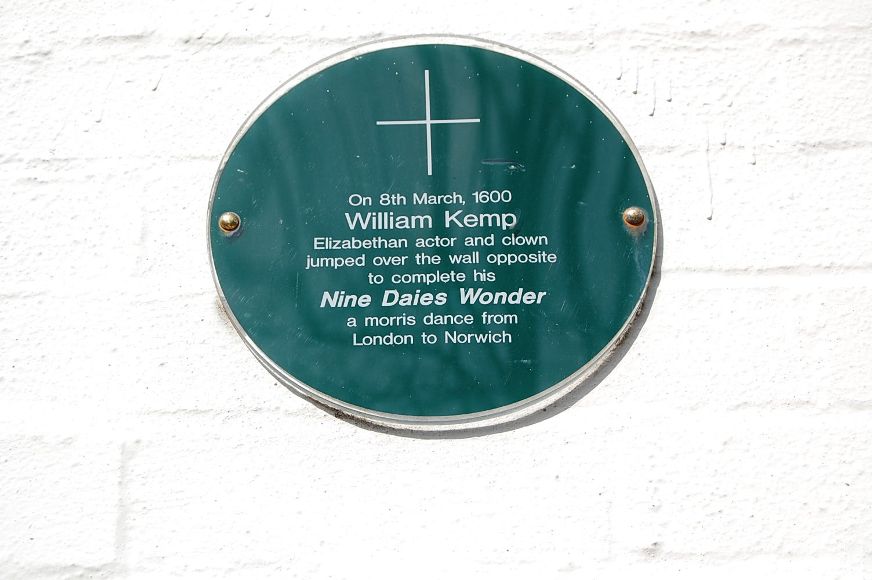 On 8th March, 1600
William Kemp
Elizabethan actor and clown
jumped over the wall opposite
to complete his
Nine Daies Wonder
a morris dance from
London to Norwich